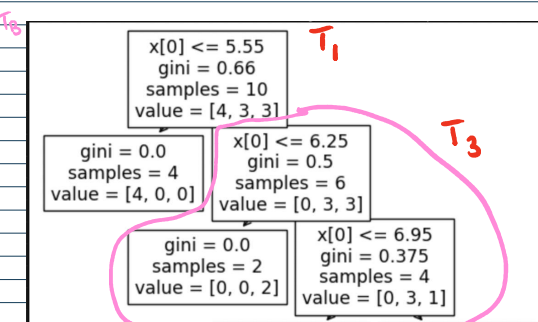 T_B
T_1
x[0] <= 5.55
gini = 0.66
samples = 10
value = [4, 3, 3]
T_3
gini = 0.0
samples = 4
value = [4, 0, 0]
x[0] <= 6.25
gini = 0.5
samples = 6
value = [0, 3, 3]
gini = 0.0
samples = 2
value = [0, 0, 2]
x[0] <= 6.95
gini = 0.375
samples = 4
value = [0, 3, 1]